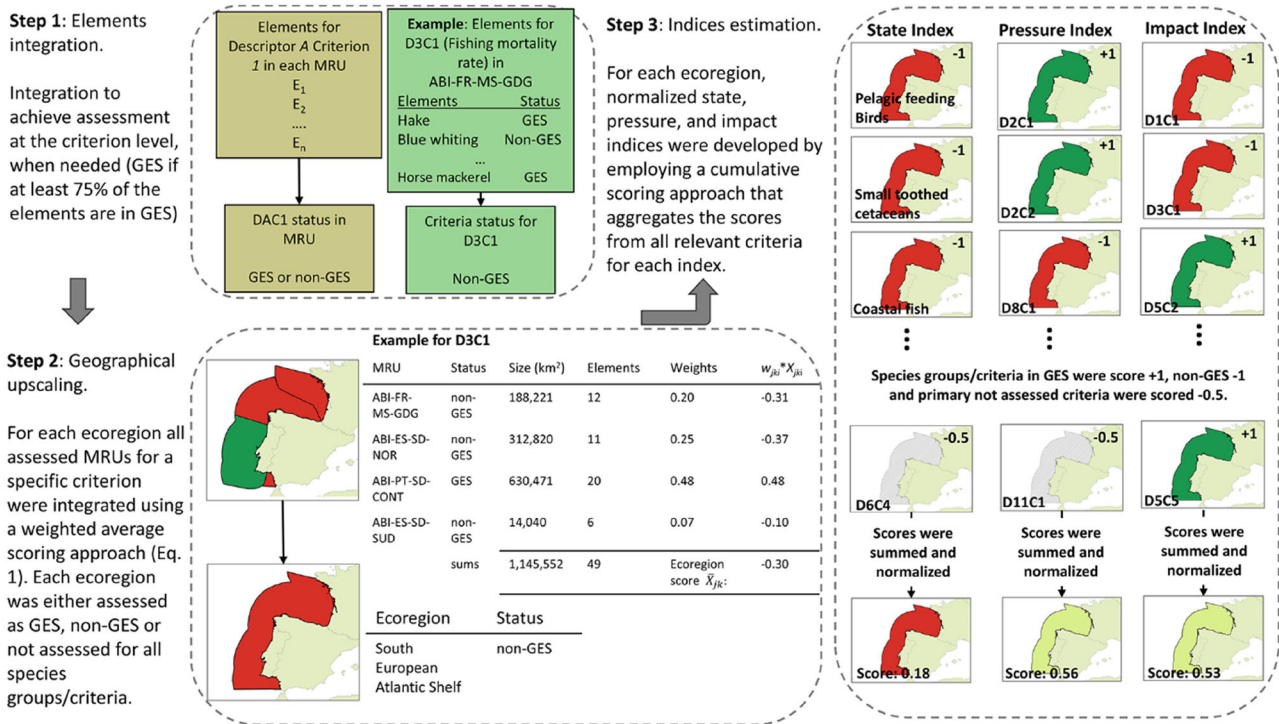 Step 1: Elements
integration.
Integration to
achieve assessment
at the criterion level,
when needed (GES if
at least 75% of the
elements are in GES)
Elements for
Descriptor A Criterion
1 in each MRU
E1
E2
....
En
DAC1 status in
MRU
GES or non-GES
Example: Elements for
D3C1 (Fishing mortality
rate) in
ABI-FR-MS-GDG
Elements Status
Hake GES
Blue whiting Non-GES
...
Horse mackerel GES
Criteria status for
D3C1
Non-GES
Step 2: Geographical
upscaling.
For each ecoregion all
assessed MRUs for a
specific criterion
were integrated using
a weighted average
scoring approach (Eq.
1). Each ecoregion
was either assessed
as GES, non-GES or
not assessed for all
species
groups/criteria.
Example for D3C1
MRU Status Size (km²) Elements Weights wjki*Xjki
ABI-FR- non- 188,221 12 0.20 -0.31
MS-GDG GES
ABI-ES-SD- non- 312,820 11 0.25 -0.37
NOR GES
ABI-PT-SD- GES 630,471 20 0.48 0.48
CONT
ABI-ES-SD- non- 14,040 6 0.07 -0.10
SUD GES
sums 1,145,552 49 Ecoregion -0.30
score X̄jk:
Ecoregion Status
South non-GES
European
Atlantic Shelf
Step 3: Indices estimation.
For each ecoregion,
normalized state,
pressure, and impact
indices were developed by
employing a cumulative
scoring approach that
aggregates the scores
from all relevant criteria
for each index.
State Index Pressure Index Impact Index
-1 +1 -1
Pelagic feeding
Birds D2C1 D1C1
-1 +1 -1
Small toothed
cetaceans D2C2 D3C1
-1 -1 +1
Coastal fish D8C1 D5C2
Species groups/criteria in GES were score +1, non-GES -1
and primary not assessed criteria were scored -0.5.
-0.5 -0.5 +1
D6C4 D11C1 D5C5
Scores were Scores were Scores were
summed and summed and summed and
normalized normalized normalized
Score: 0.18 Score: 0.56 Score: 0.53